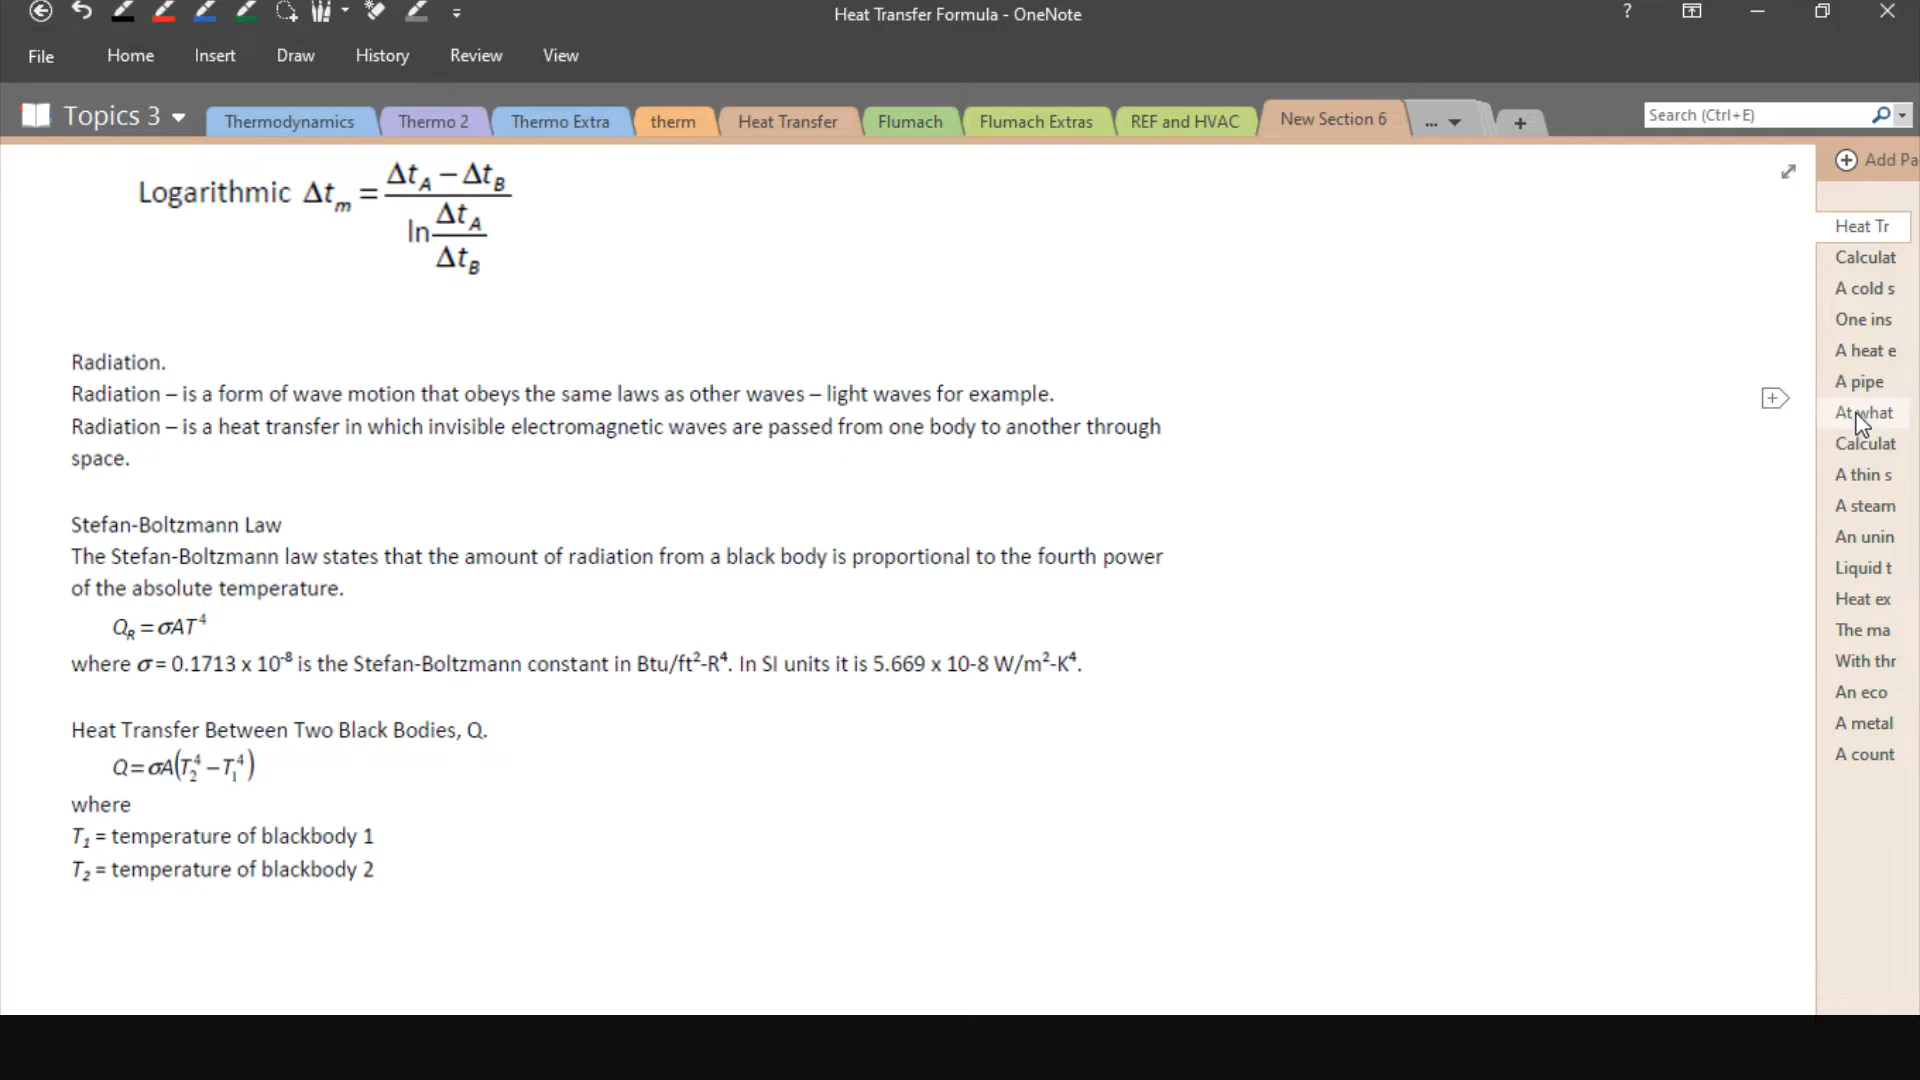 Heat Transfer Formula - OneNote
?
File Home Insert Draw History Review View
Topics 3
Thermodynamics Thermo 2 Thermo Extra therm Heat Transfer Flumach Flumach Extras REF and HVAC New Section 6 ... +
Search (Ctrl+E)
Add Pa
Logarithmic Δt_m = (Δt_A − Δt_B) / (ln Δt_A / Δt_B)
Radiation.
Radiation – is a form of wave motion that obeys the same laws as other waves – light waves for example.
Radiation – is a heat transfer in which invisible electromagnetic waves are passed from one body to another through
space.
Stefan-Boltzmann Law
The Stefan-Boltzmann law states that the amount of radiation from a black body is proportional to the fourth power
of the absolute temperature.
Q_R = σAT⁴
where σ = 0.1713 x 10⁻⁸ is the Stefan-Boltzmann constant in Btu/ft²-R⁴. In SI units it is 5.669 x 10-8 W/m²-K⁴.
Heat Transfer Between Two Black Bodies, Q.
Q = σA(T₂⁴ − T₁⁴)
where
T₁ = temperature of blackbody 1
T₂ = temperature of blackbody 2
Heat Tr
Calculat
A cold s
One ins
A heat e
A pipe
At what
Calculat
A thin s
A steam
An unin
Liquid t
Heat ex
The ma
With thr
An eco
A metal
A count